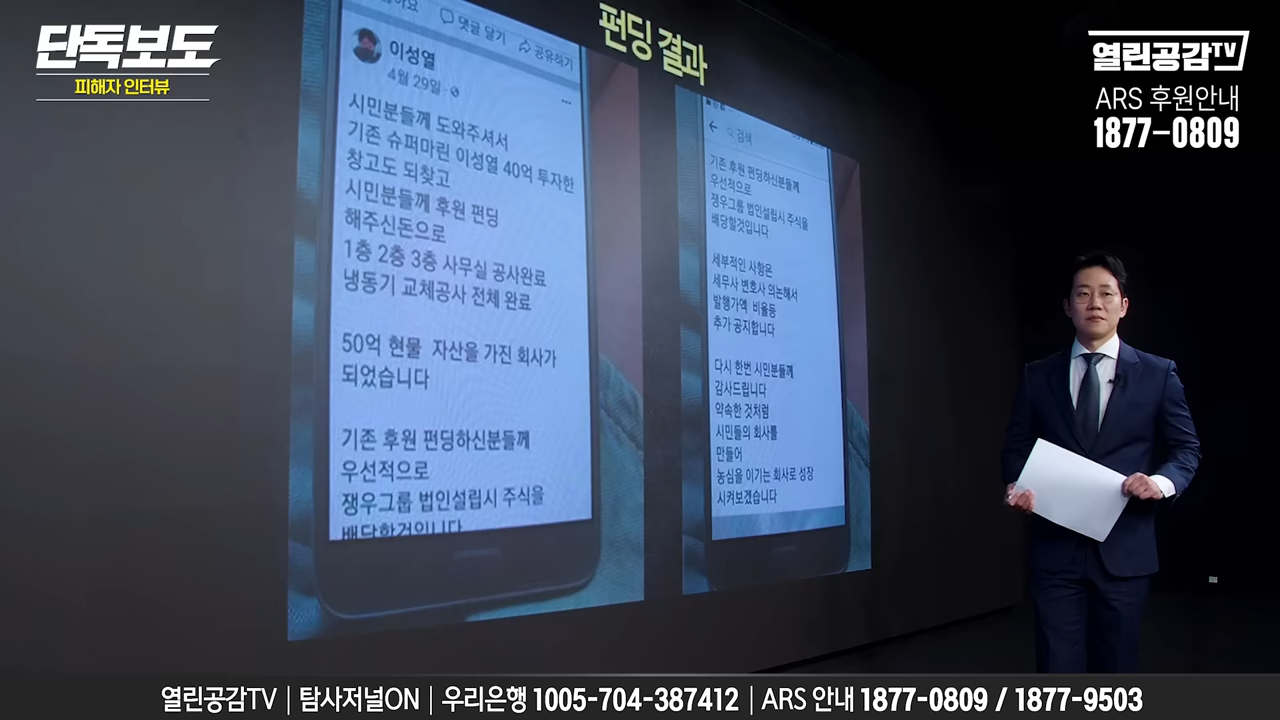 단독보도
피해자 인터뷰
열린공감TV
ARS 후원안내
1877-0809
펀딩 결과
댓글 달기
공유하기
이성열
4월 29일
시민분들께 도와주셔서
기존 슈퍼마린 이성열 40억 투자한
창고도 되찾고
시민분들께 후원 펀딩
해주신돈으로
1층 2층 3층 사무실 공사완료
냉동기 교체공사 전체 완료
50억 현물 자산을 가진 회사가
되었습니다
기존 후원 펀딩하신분들께
우선적으로
쟁우그룹 법인설립시 주식을
배당할것입니다
검색
기존 후원 펀딩하신분들께
우선적으로
쟁우그룹 법인설립시 주식을
배당할것입니다
세부적인 사항은
세무사 변호사 의논해서
발행가액 비율등
추가 공지합니다
다시 한번 시민분들께
감사드립니다
약속한 것처럼
시민들의 회사를
만들어
농심을 이기는 회사로 성장
시켜보겠습니다
열린공감TV | 탐사저널ON | 우리은행 1005-704-387412 | ARS 안내 1877-0809 / 1877-9503